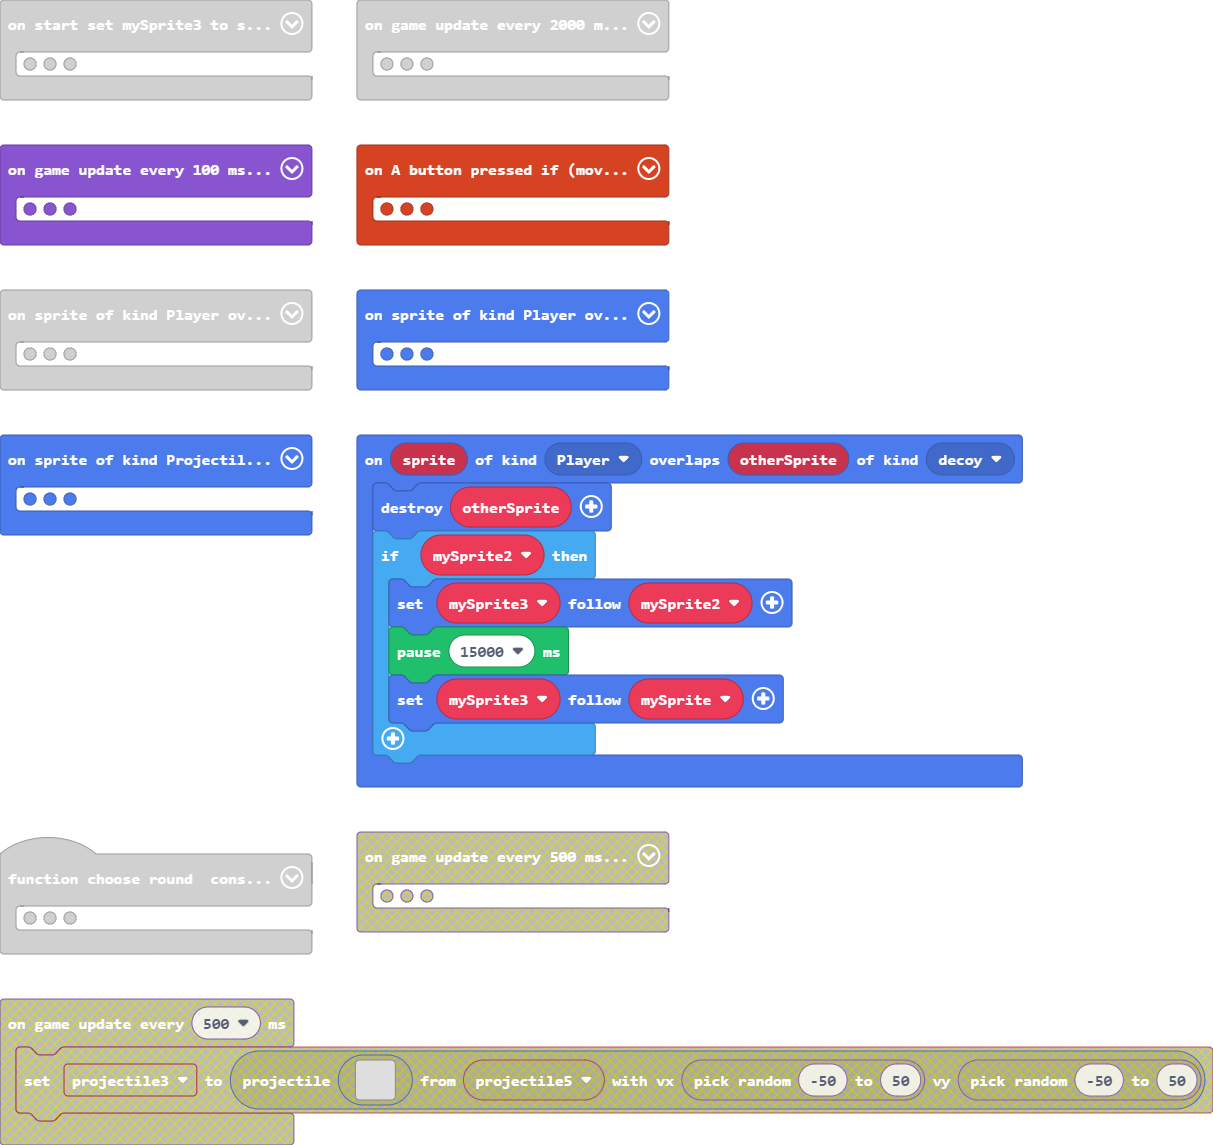 on start set mySprite3 to s...
on game update every 2000 m...
on game update every 100 ms...
on A button pressed if (mov...
on sprite of kind Player ov...
on sprite of kind Player ov...
on sprite of kind Projectil...
on sprite of kind Player overlaps otherSprite of kind decoy
destroy otherSprite
if mySprite2 then
set mySprite3 follow mySprite2
pause 15000 ms
set mySprite3 follow mySprite
function choose round  cons...
on game update every 500 ms...
on game update every 500 ms
set projectile3 to projectile from projectile5 with vx pick random -50 to 50 vy pick random -50 to 50